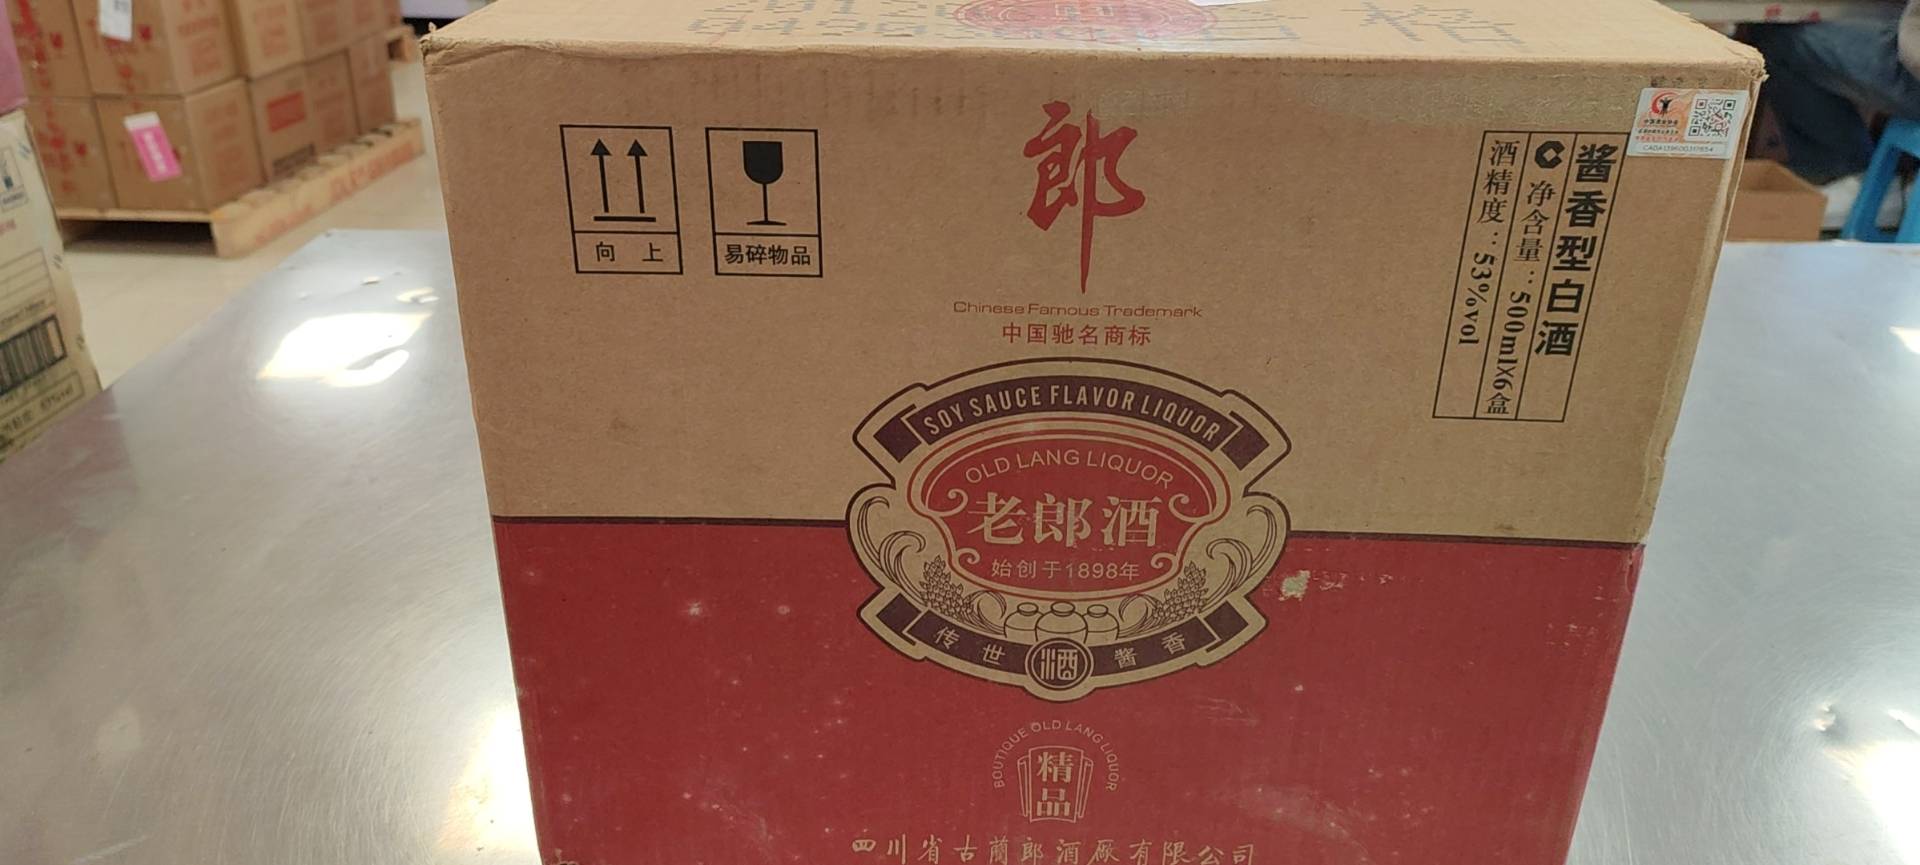 向 上
易碎物品
郎
Chinese Famous Trademark
中国驰名商标
酱香型白酒
净含量：500mlX6盒
酒精度：53%vol
CADA139600317654
SOY SAUCE FLAVOR LIQUOR
OLD LANG LIQUOR
老郎酒
始创于1898年
传世 酒 酱香
BOUTIQUE OLD LANG LIQUOR
精品
四川省古蔺郎酒厰有限公司